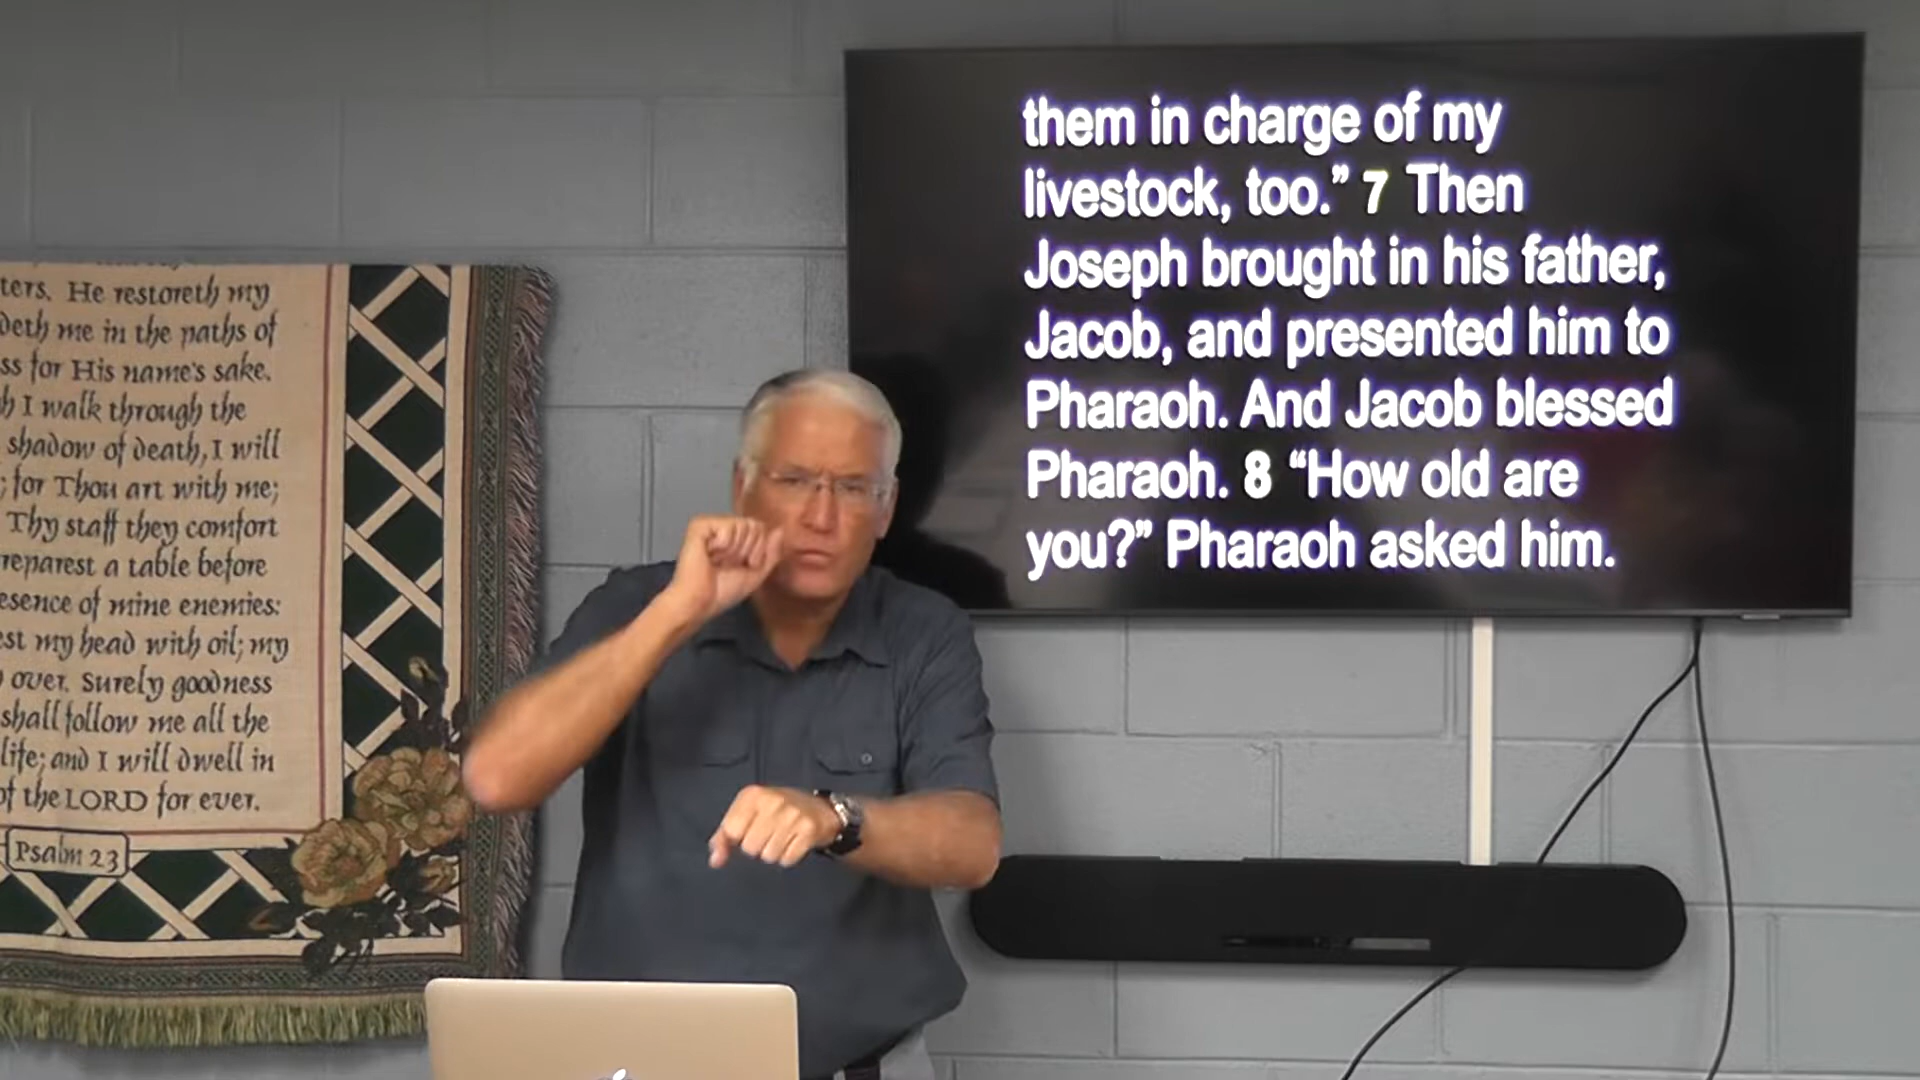 ters. He restoreth my
deth me in the paths of
ss for His name's sake.
h I walk through the
shadow of death, I will
; for Thou art with me;
Thy staff they comfort
reparest a table before
esence of mine enemies:
est my head with oil; my
over. Surely goodness
shall follow me all the
life; and I will dwell in
of the LORD for ever.
Psalm 23
them in charge of my
livestock, too.” 7 Then
Joseph brought in his father,
Jacob, and presented him to
Pharaoh. And Jacob blessed
Pharaoh. 8 “How old are
you?” Pharaoh asked him.